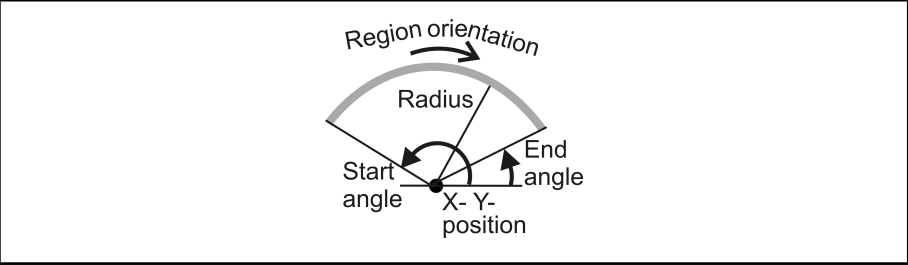 Region orientation
Radius
Start
angle
End
angle
X- Y-
position